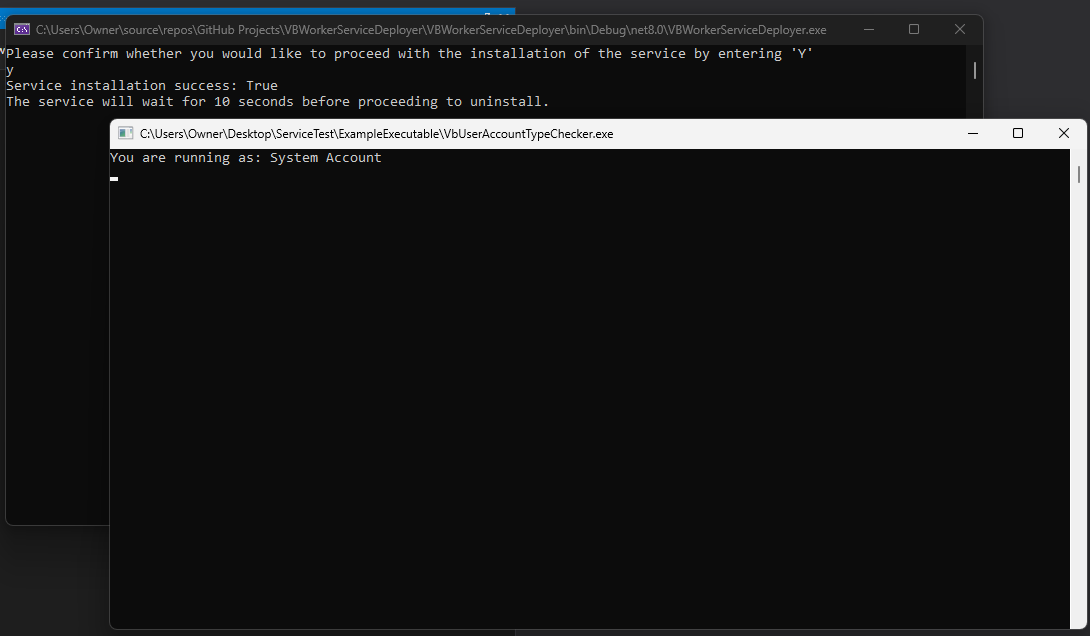 C:\Users\Owner\source\repos\GitHub Projects\VBWorkerServiceDeployer\VBWorkerServiceDeployer\bin\Debug\net8.0\VBWorkerServiceDeployer.exe
Please confirm whether you would like to proceed with the installation of the service by entering 'Y'
y
Service installation success: True
The service will wait for 10 seconds before proceeding to uninstall.
C:\Users\Owner\Desktop\ServiceTest\ExampleExecutable\VbUserAccountTypeChecker.exe
You are running as: System Account